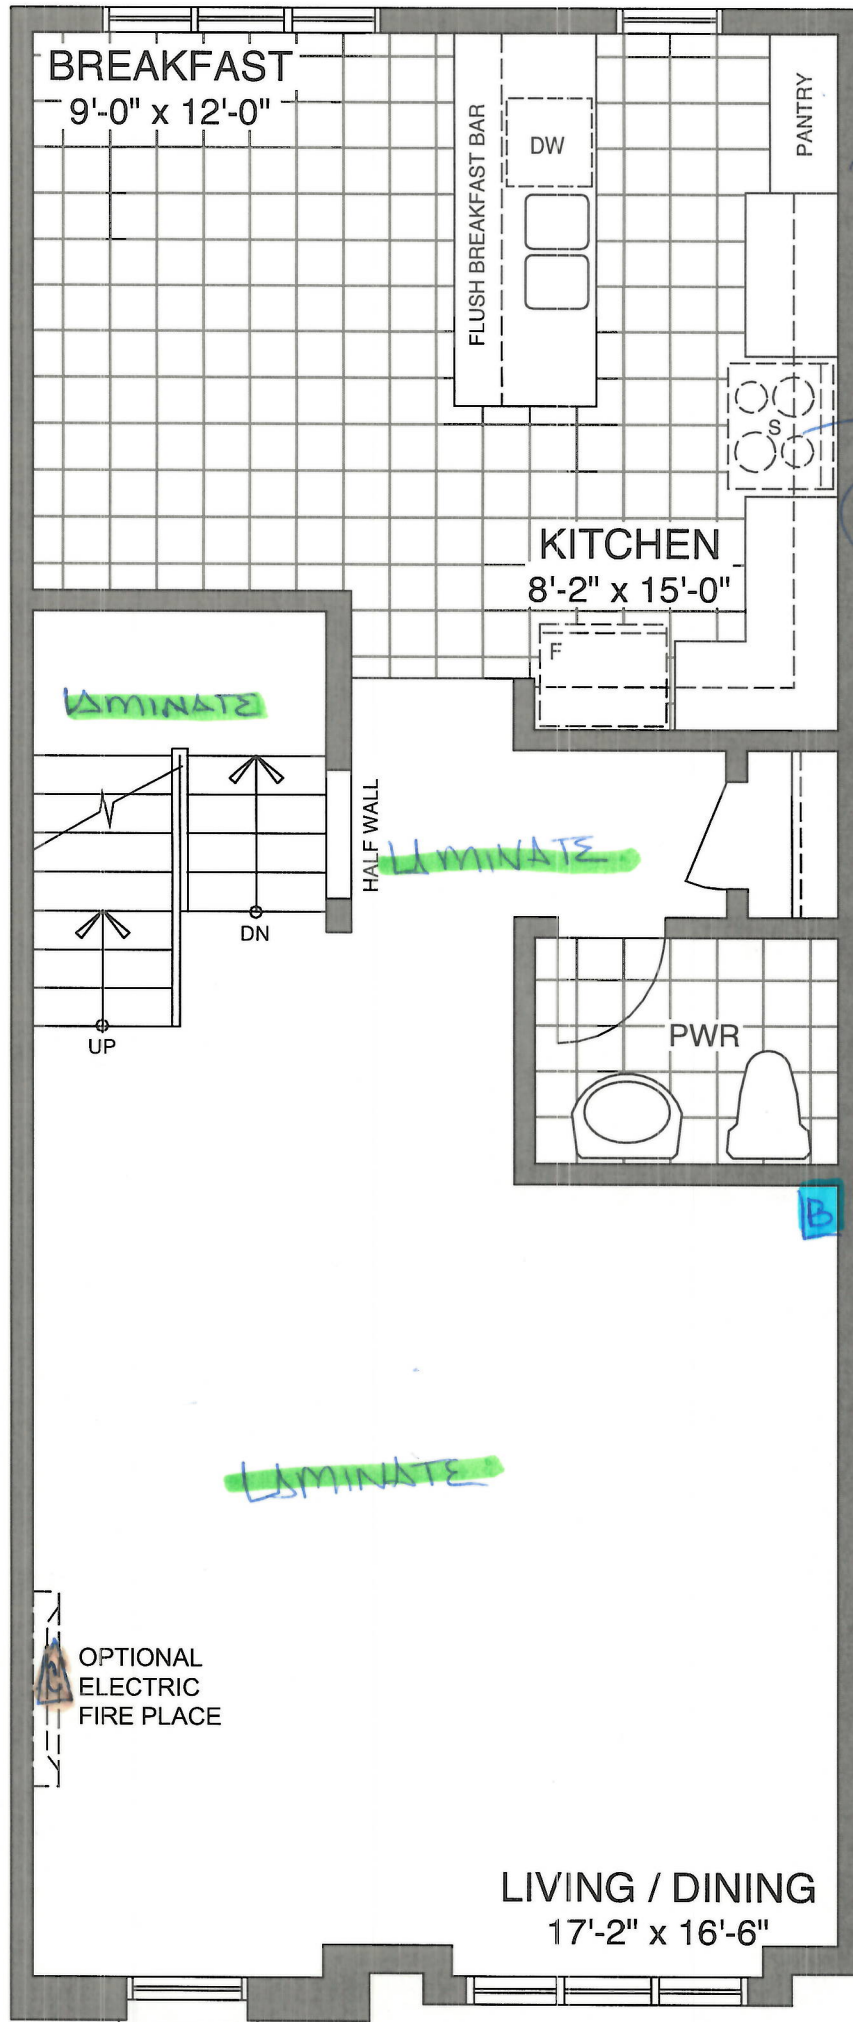 BREAKFAST
9'-0" x 12'-0"
FLUSH BREAKFAST BAR
DW
PANTRY
S
KITCHEN
8'-2" x 15'-0"
F
LAMINATE
HALF WALL
LAMINATE
DN
UP
PWR
B
LAMINATE
OPTIONAL
ELECTRIC
FIRE PLACE
LIVING / DINING
17'-2" x 16'-6"